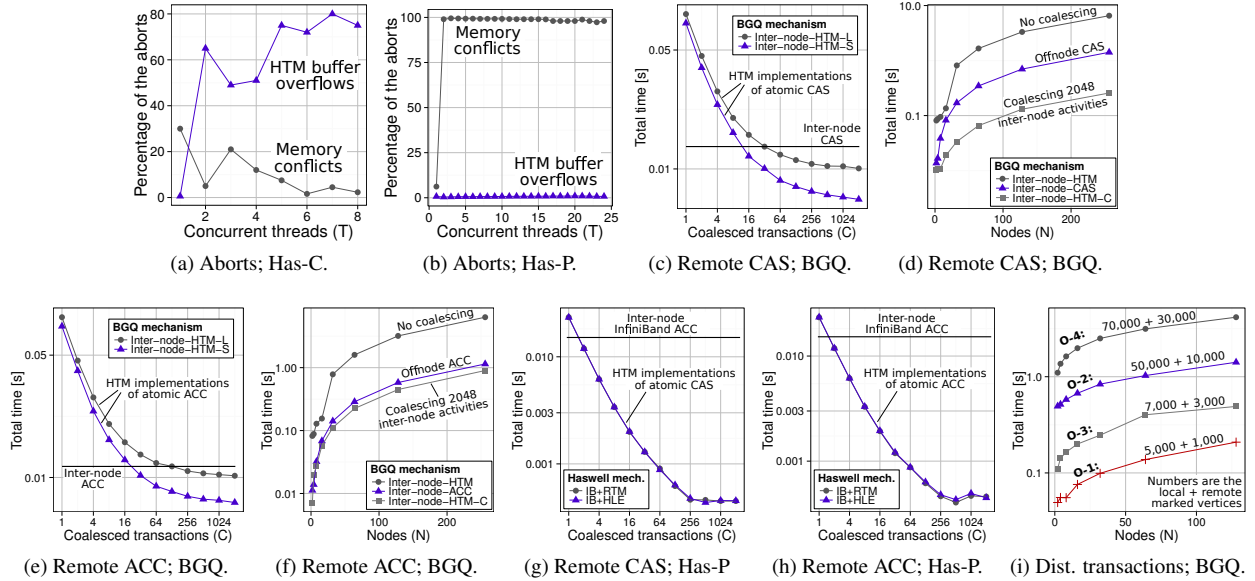 80
60
40
20
0
Percentage of the aborts
HTM buffer
overflows
Memory
conflicts
2 4 6 8
Concurrent threads (T)
(a) Aborts; Has-C.
100
90
80
70
60
50
40
30
20
10
0
Percentage of the aborts
Memory
conflicts
HTM buffer
overflows
0 5 10 15 20 25
Concurrent threads (T)
(b) Aborts; Has-P.
0.05
0.01
Total time [s]
BGQ mechanism
Inter-node-HTM-L
Inter-node-HTM-S
HTM implementations
of atomic CAS
Inter-node
CAS
1 4 16 64 256 1024
Coalesced transactions (C)
(c) Remote CAS; BGQ.
10.0
0.1
Total time [s]
No coalescing
Offnode CAS
Coalescing 2048
inter-node activities
BGQ mechanism
Inter-node-HTM
Inter-node-CAS
Inter-node-HTM-C
0 100 200
Nodes (N)
(d) Remote CAS; BGQ.
0.05
0.01
Total time [s]
BGQ mechanism
Inter-node-HTM-L
Inter-node-HTM-S
HTM implementations
of atomic ACC
Inter-node
ACC
1 4 16 64 256 1024
Coalesced transactions (C)
(e) Remote ACC; BGQ.
1.00
0.10
0.01
Total time [s]
No coalescing
Offnode ACC
Coalescing 2048
inter-node activities
BGQ mechanism
Inter-node-HTM
Inter-node-ACC
Inter-node-HTM-C
0 100 200
Nodes (N)
(f) Remote ACC; BGQ.
0.010
0.003
0.001
Total time [s]
Inter-node
InfiniBand ACC
HTM implementations
of atomic CAS
Haswell mech.
IB+RTM
IB+HLE
1 4 16 64 256 1024
Coalesced transactions (C)
(g) Remote CAS; Has-P
0.010
0.003
0.001
Total time [s]
Inter-node
InfiniBand ACC
HTM implementations
of atomic ACC
Haswell mech.
IB+RTM
IB+HLE
1 4 16 64 256 1024
Coalesced transactions (C)
(h) Remote ACC; Has-P.
1.0
0.1
Total time [s]
O-4: 70,000 + 30,000
O-2: 50,000 + 10,000
O-3: 7,000 + 3,000
O-1: 5,000 + 1,000
Numbers are the
local + remote
marked vertices
0 50 100
Nodes (N)
(i) Dist. transactions; BGQ.